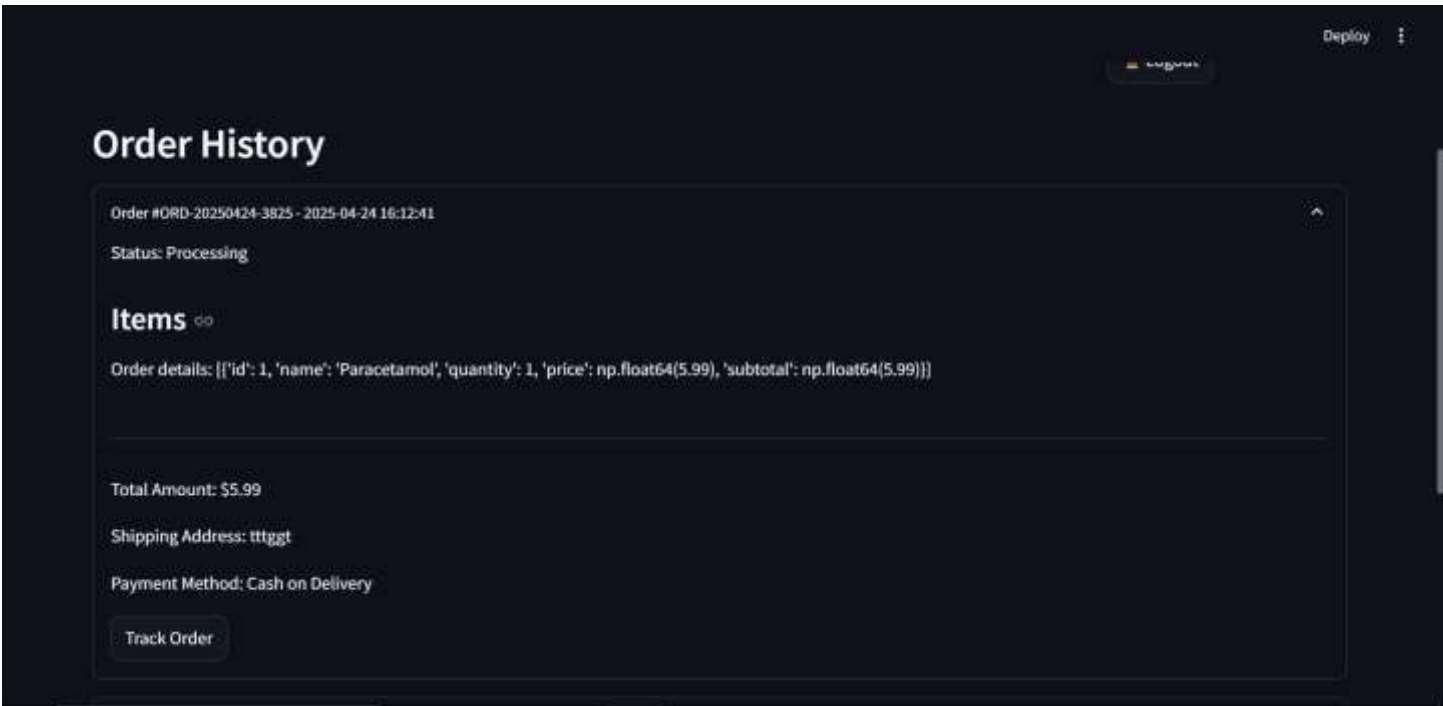 Deploy
Logout
Order History
Order #ORD-20250424-3825 - 2025-04-24 16:12:41
Status: Processing
Items
Order details: [{'id': 1, 'name': 'Paracetamol', 'quantity': 1, 'price': np.float64(5.99), 'subtotal': np.float64(5.99)}]
Total Amount: $5.99
Shipping Address: tttggt
Payment Method: Cash on Delivery
Track Order